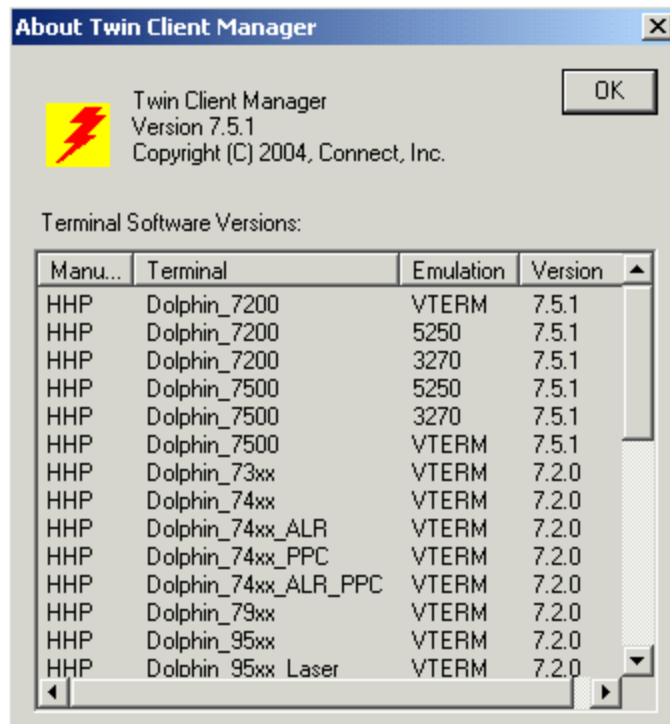 About Twin Client Manager
OK
Twin Client Manager
Version 7.5.1
Copyright (C) 2004, Connect, Inc.
Terminal Software Versions:
Manu... Terminal Emulation Version
HHP Dolphin_7200 VTERM 7.5.1
HHP Dolphin_7200 5250 7.5.1
HHP Dolphin_7200 3270 7.5.1
HHP Dolphin_7500 5250 7.5.1
HHP Dolphin_7500 3270 7.5.1
HHP Dolphin_7500 VTERM 7.5.1
HHP Dolphin_73xx VTERM 7.2.0
HHP Dolphin_74xx VTERM 7.2.0
HHP Dolphin_74xx_ALR VTERM 7.2.0
HHP Dolphin_74xx_PPC VTERM 7.2.0
HHP Dolphin_74xx_ALR_PPC VTERM 7.2.0
HHP Dolphin_79xx VTERM 7.2.0
HHP Dolphin_95xx VTERM 7.2.0
HHP Dolphin_95xx_Laser VTERM 7.2.0